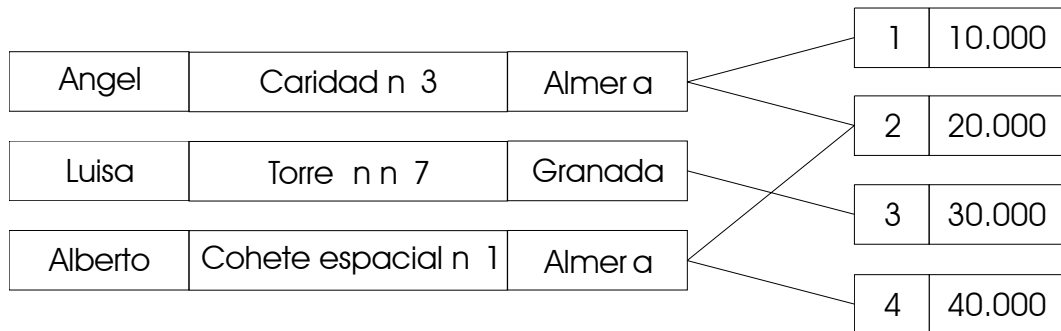 1 10.000
Angel Caridad n 3 Almer a
2 20.000
Luisa Torre n n 7 Granada
3 30.000
Alberto Cohete espacial n 1 Almer a
4 40.000